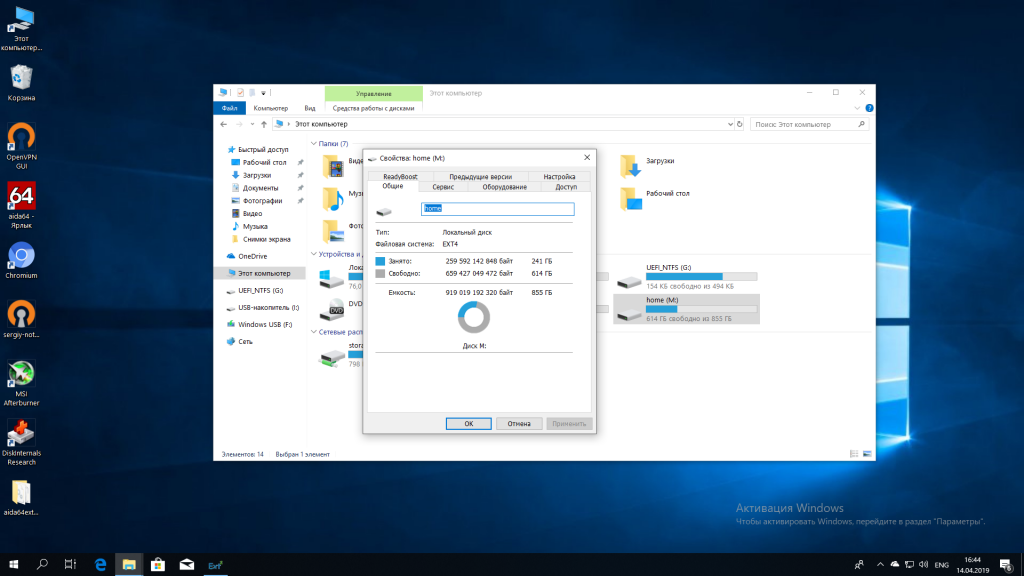 Этот
компьютер...
Корзина
OpenVPN
GUI
64
aida64 -
Ярлык
Chromium
sergiy-not...
MSI
Afterburner
DiskInternals
Research
aida64ext...
Управление
Этот компьютер
Файл
Компьютер
Вид
Средства работы с дисками
Этот компьютер
Поиск: Этот компьютер
Быстрый доступ
Рабочий стол
Загрузки
Документы
Фотографии
Видео
Музыка
Снимки экрана
OneDrive
Этот компьютер
UEFI_NTFS (G:)
USB-накопитель (I:)
Windows USB (F:)
Сеть
Папки (7)
Виде
Музы
Фото
Устройства и д
Лока
76,0
DVD
DVD
Сетевые расп
stora
798
Загрузки
Рабочий стол
UEFI_NTFS (G:)
154 КБ свободно из 494 КБ
home (M:)
614 ГБ свободно из 855 ГБ
Свойства: home (M:)
ReadyBoost
Предыдущие версии
Настройка
Общие
Сервис
Оборудование
Доступ
home
Тип:
Локальный диск
Файловая система:
EXT4
Занято:
259 592 142 848 байт
241 ГБ
Свободно:
659 427 049 472 байт
614 ГБ
Емкость:
919 019 192 320 байт
855 ГБ
Диск M:
OK
Отмена
Применить
Элементов: 14
Выбран 1 элемент
Активация Windows
Чтобы активировать Windows, перейдите в раздел "Параметры".
Ext
ENG
16:44
14.04.2019